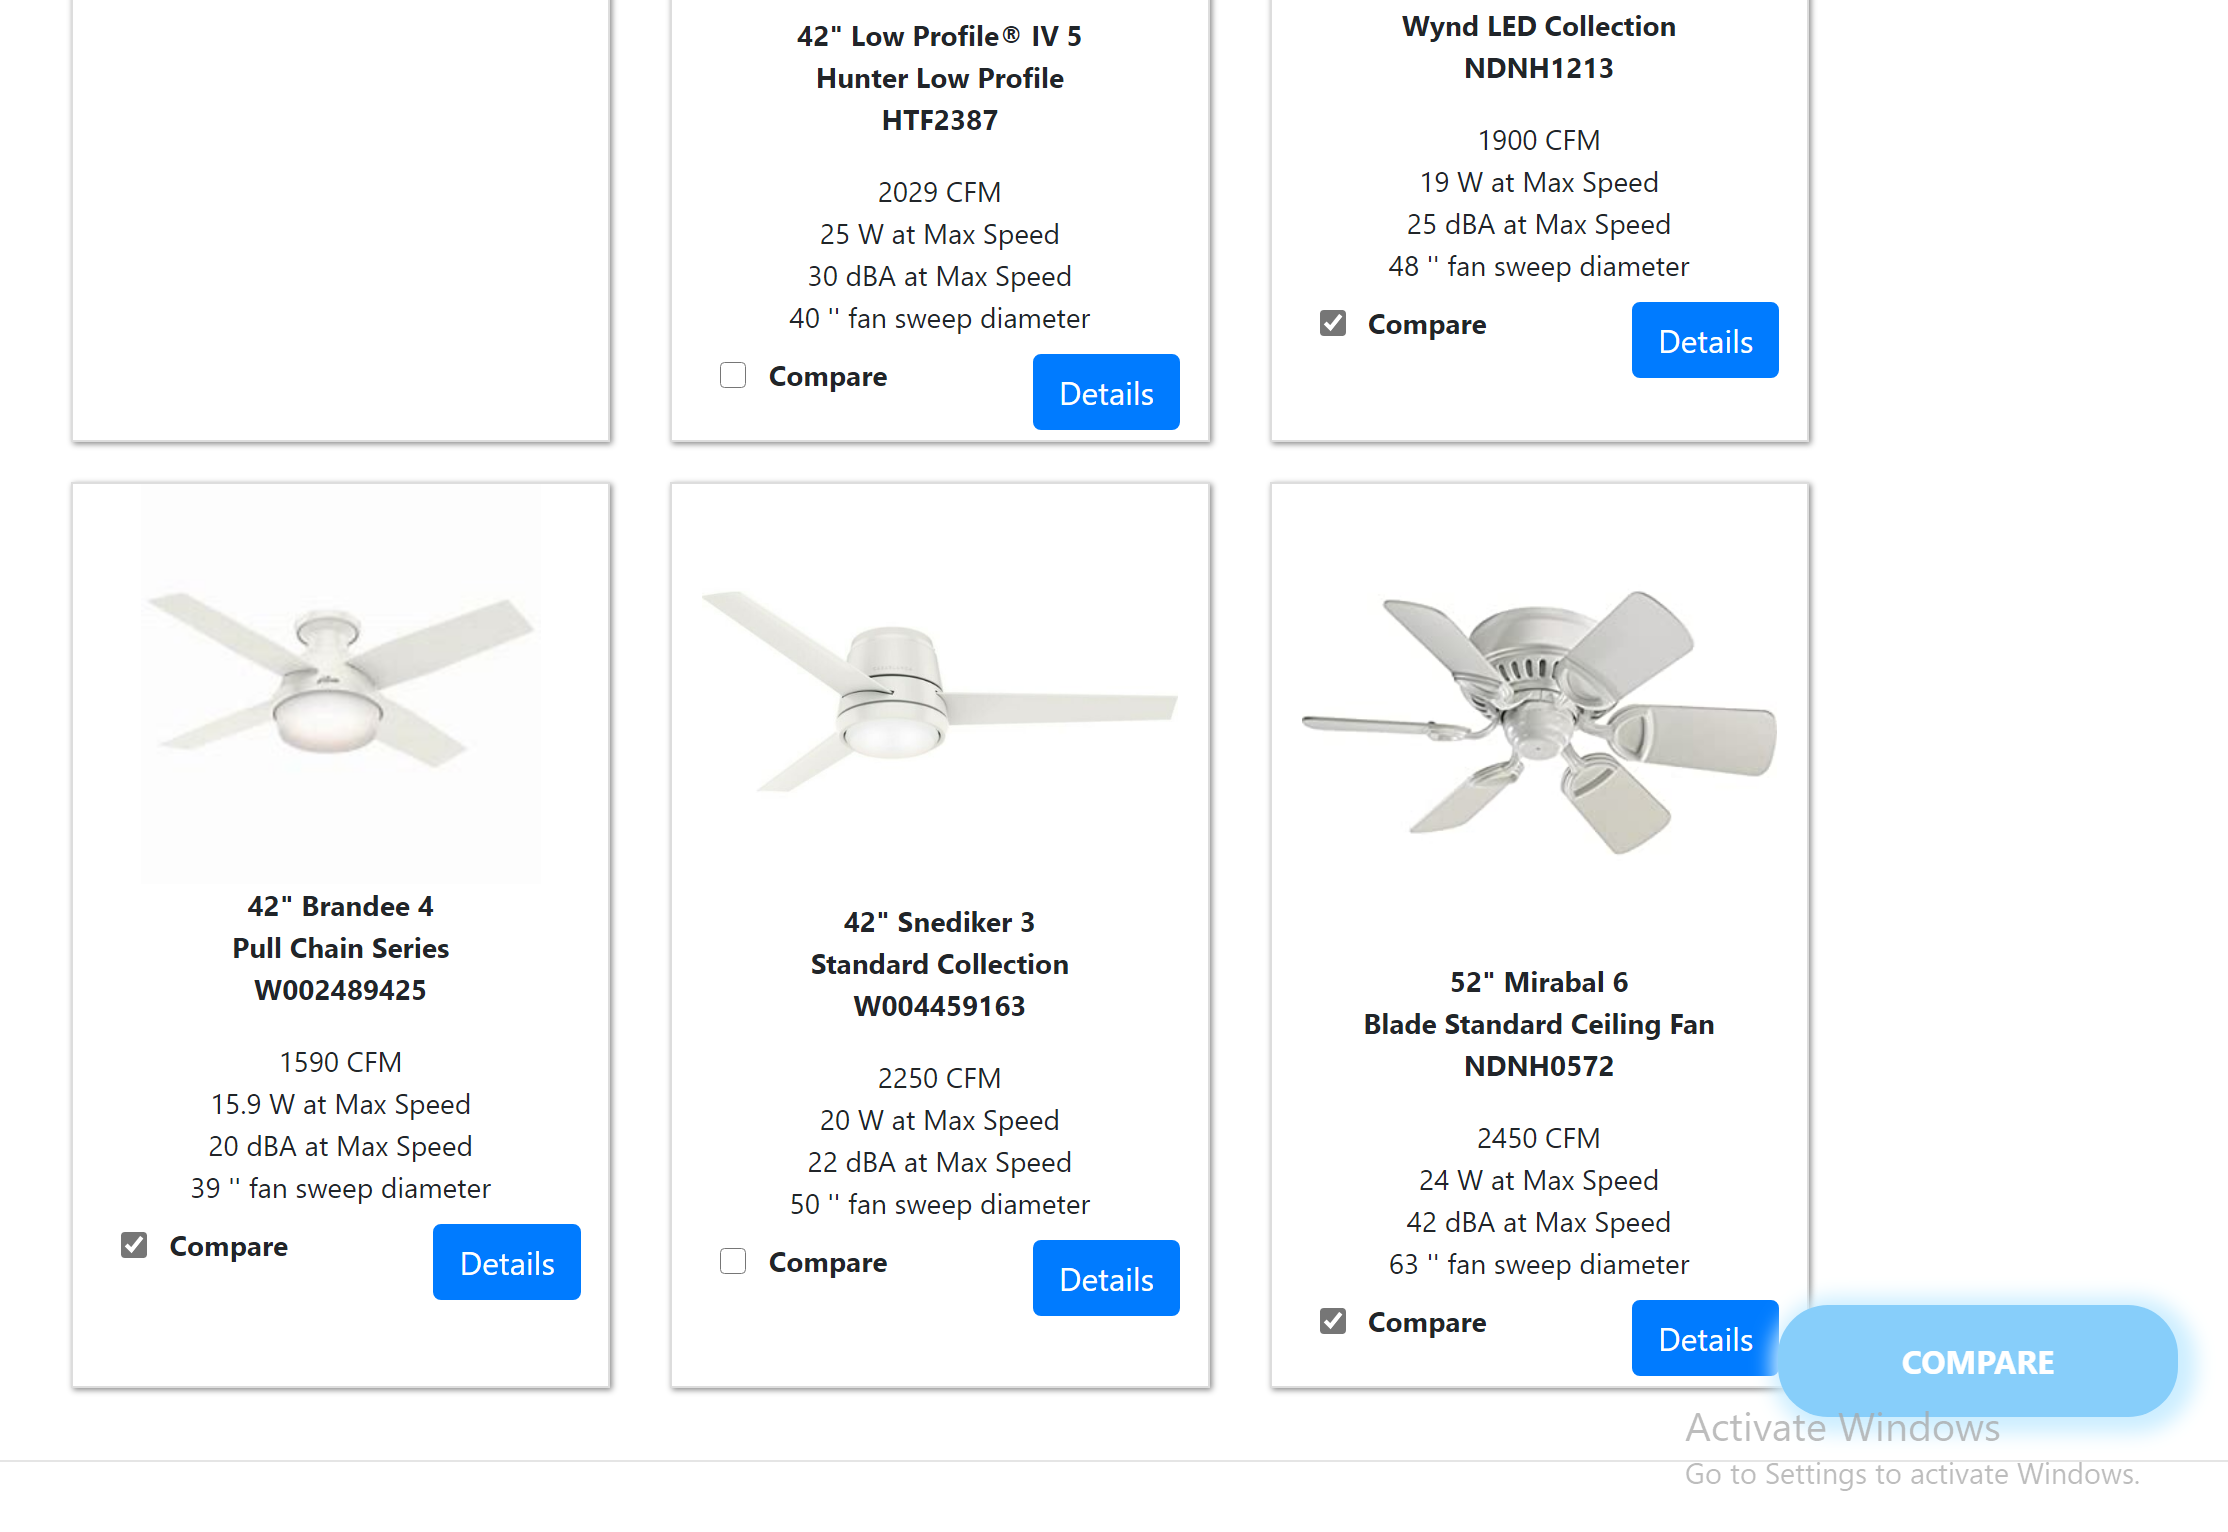 42" Low Profile® IV 5
Hunter Low Profile
HTF2387
2029 CFM
25 W at Max Speed
30 dBA at Max Speed
40 '' fan sweep diameter
Compare
Details
Wynd LED Collection
NDNH1213
1900 CFM
19 W at Max Speed
25 dBA at Max Speed
48 '' fan sweep diameter
Compare
Details
42" Brandee 4
Pull Chain Series
W002489425
1590 CFM
15.9 W at Max Speed
20 dBA at Max Speed
39 '' fan sweep diameter
Compare
Details
42" Snediker 3
Standard Collection
W004459163
2250 CFM
20 W at Max Speed
22 dBA at Max Speed
50 '' fan sweep diameter
Compare
Details
52" Mirabal 6
Blade Standard Ceiling Fan
NDNH0572
2450 CFM
24 W at Max Speed
42 dBA at Max Speed
63 '' fan sweep diameter
Compare
Details
COMPARE
Activate Windows
Go to Settings to activate Windows.